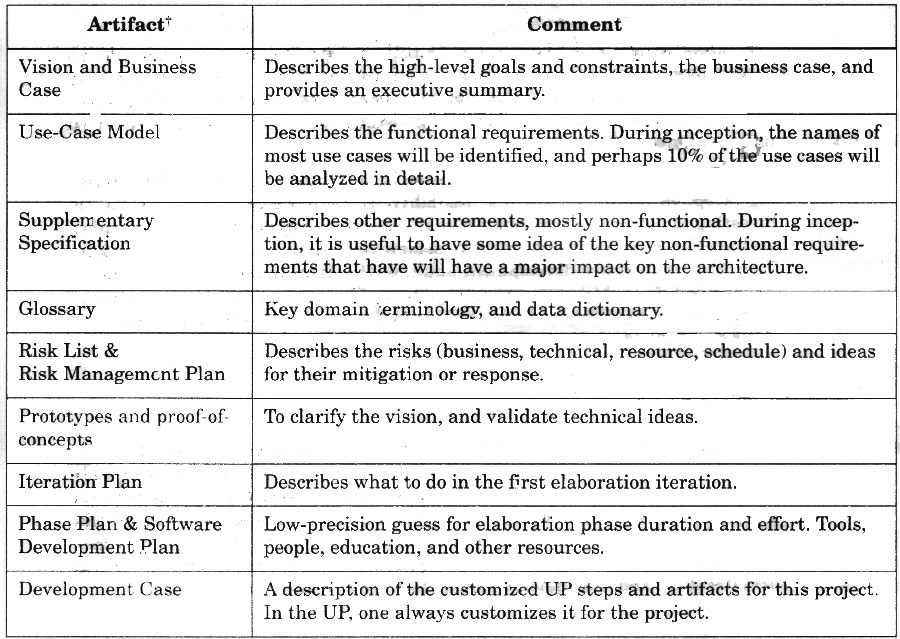 Artifact† Comment
Vision and Business Describes the high-level goals and constraints, the business case, and
Case provides an executive summary.
Use-Case Model Describes the functional requirements. During inception, the names of
most use cases will be identified, and perhaps 10% of the use cases will
be analyzed in detail.
Supplementary Describes other requirements, mostly non-functional. During incep-
Specification tion, it is useful to have some idea of the key non-functional require-
ments that have will have a major impact on the architecture.
Glossary Key domain terminology, and data dictionary.
Risk List & Describes the risks (business, technical, resource, schedule) and ideas
Risk Management Plan for their mitigation or response.
Prototypes and proof-of- To clarify the vision, and validate technical ideas.
concepts
Iteration Plan Describes what to do in the first elaboration iteration.
Phase Plan & Software Low-precision guess for elaboration phase duration and effort. Tools,
Development Plan people, education, and other resources.
Development Case A description of the customized UP steps and artifacts for this project.
In the UP, one always customizes it for the project.